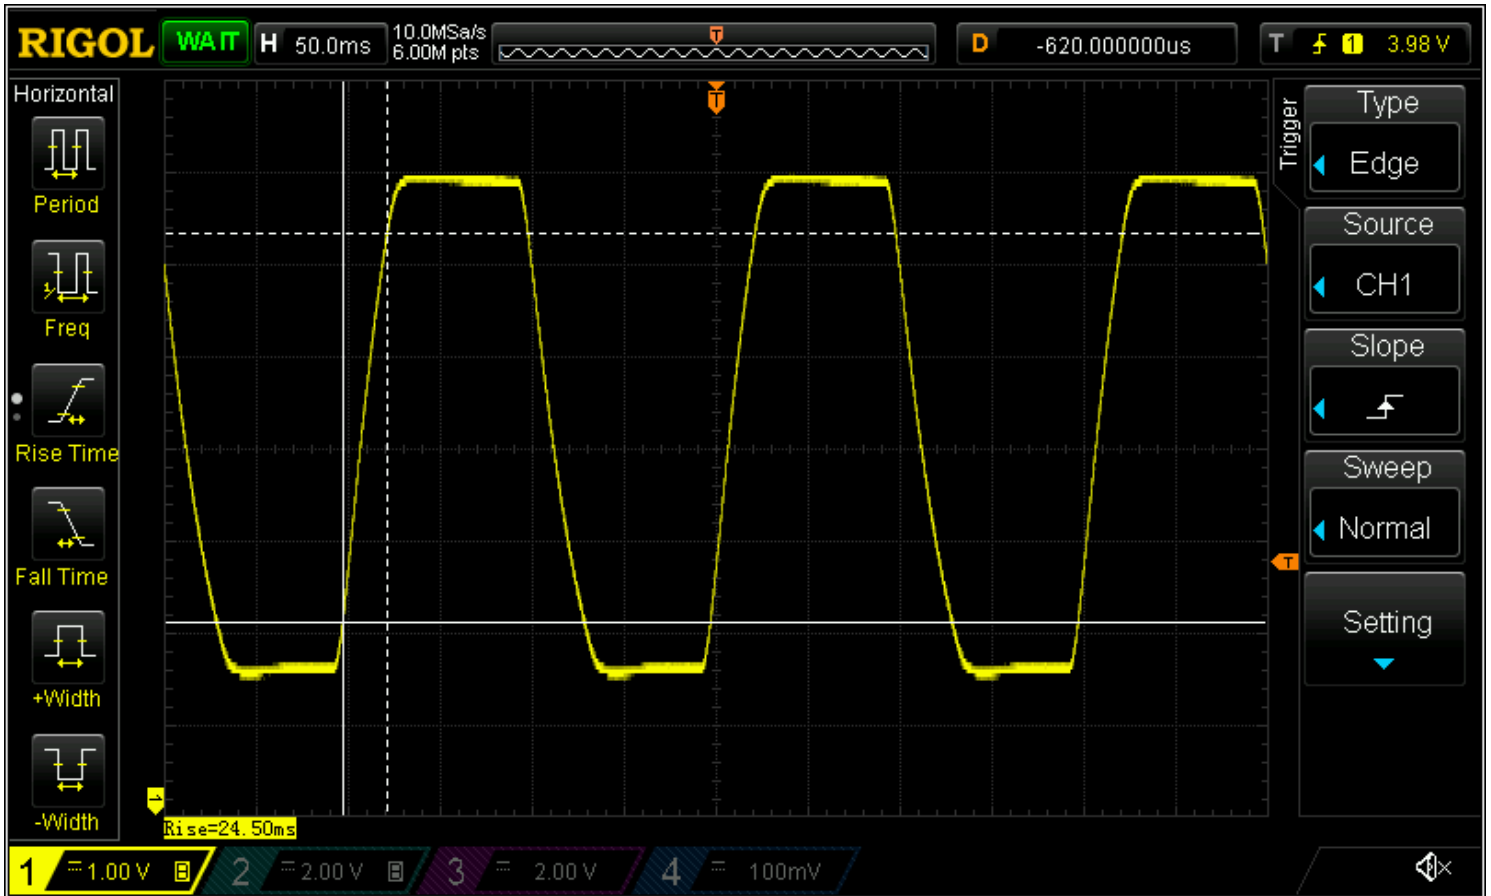 RIGOL WAIT H 50.0ms 10.0MSa/s D -620.000000us T 1 3.98 V
6.00M pts
T
Horizontal
Period
1/
Freq
Rise Time
Fall Time
+Width
-Width
T
Trigger
Type
Edge
Source
CH1
Slope
Sweep
Normal
T
Setting
Rise=24.50ms
1 1.00 V B 2 2.00 V B 3 2.00 V 4 100mV